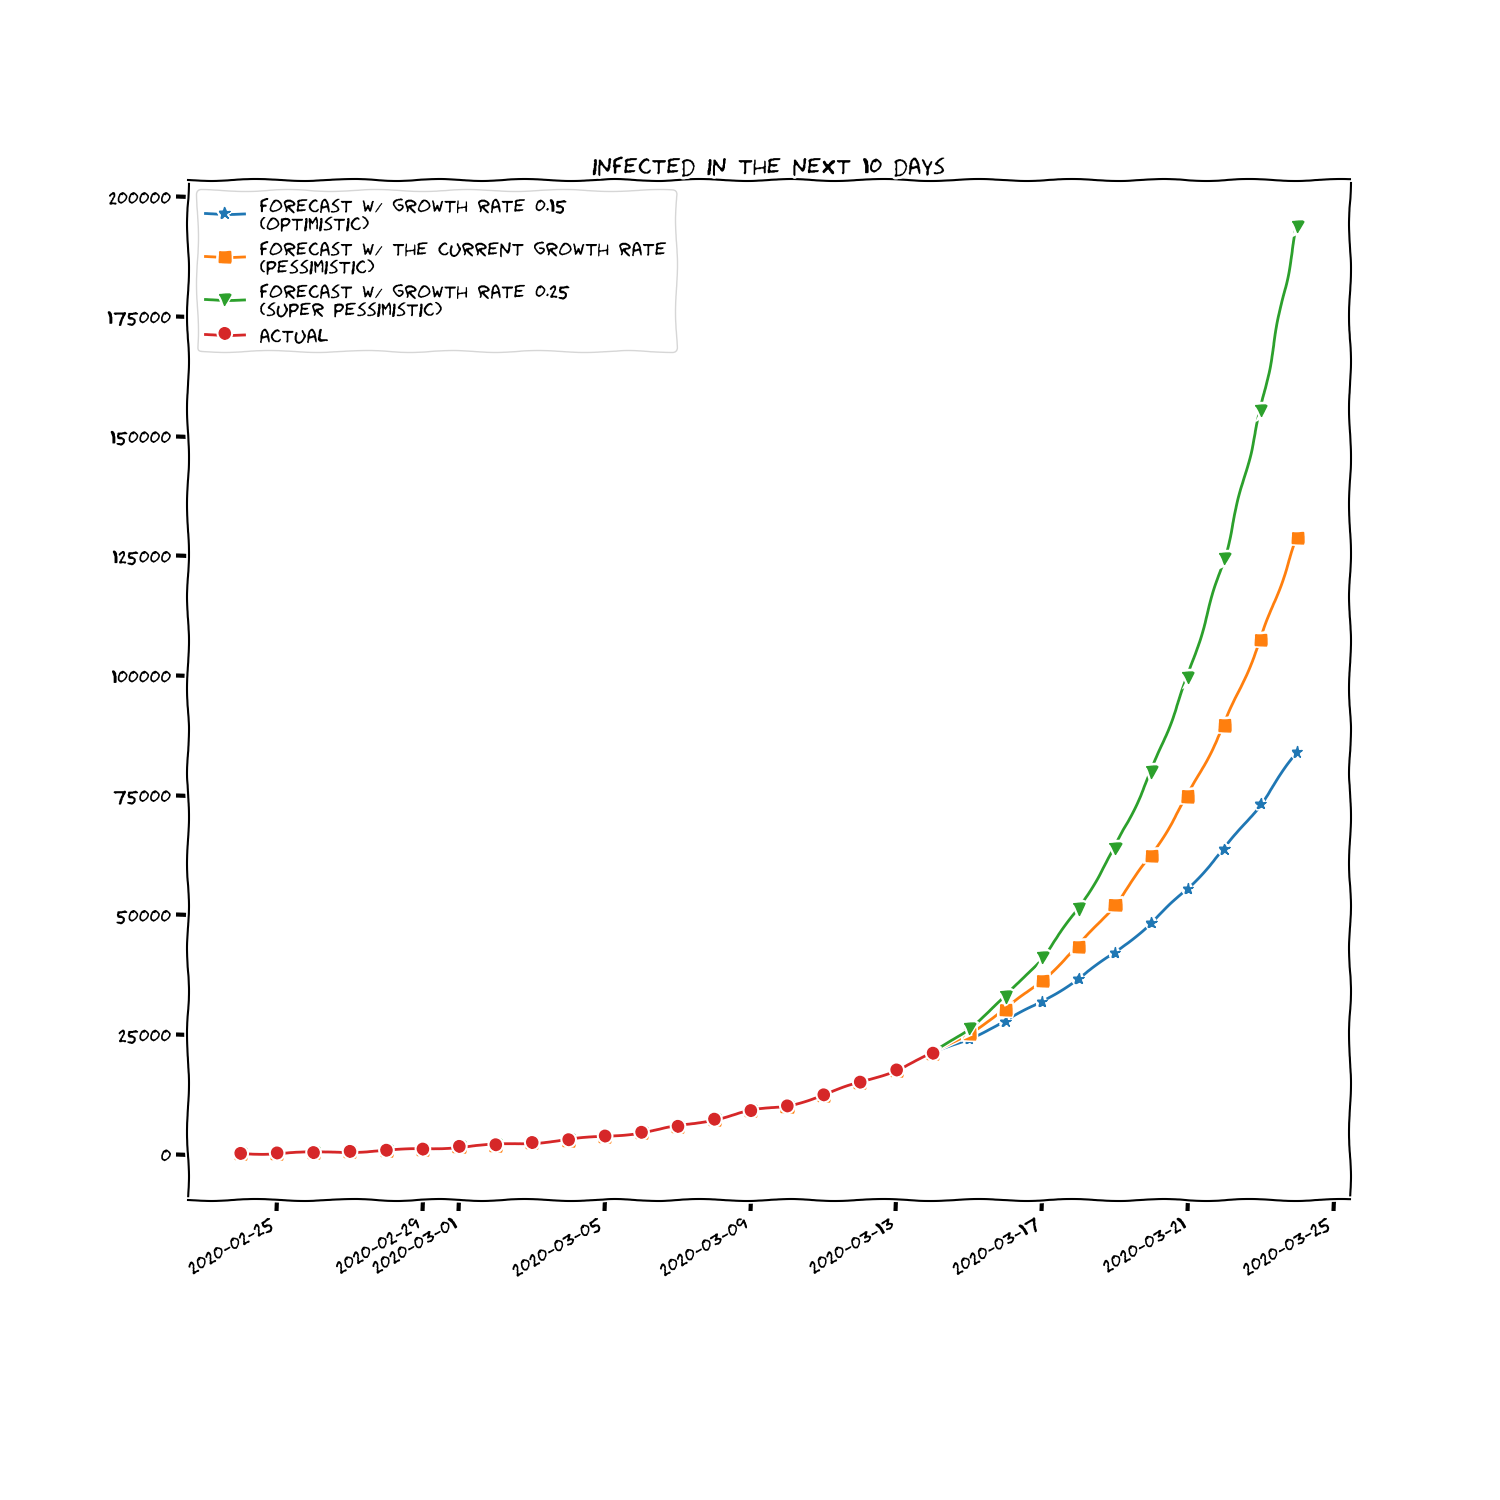 INFECTED IN THE NEXT 10 DAYS
200000
175000
150000
125000
100000
75000
50000
25000
0
FORECAST W/ GROWTH RATE 0.15
(OPTIMISTIC)
FORECAST W/ THE CURRENT GROWTH RATE
(PESSIMISTIC)
FORECAST W/ GROWTH RATE 0.25
(SUPER PESSIMISTIC)
ACTUAL
2020-02-25
2020-02-29
2020-03-01
2020-03-05
2020-03-09
2020-03-13
2020-03-17
2020-03-21
2020-03-25